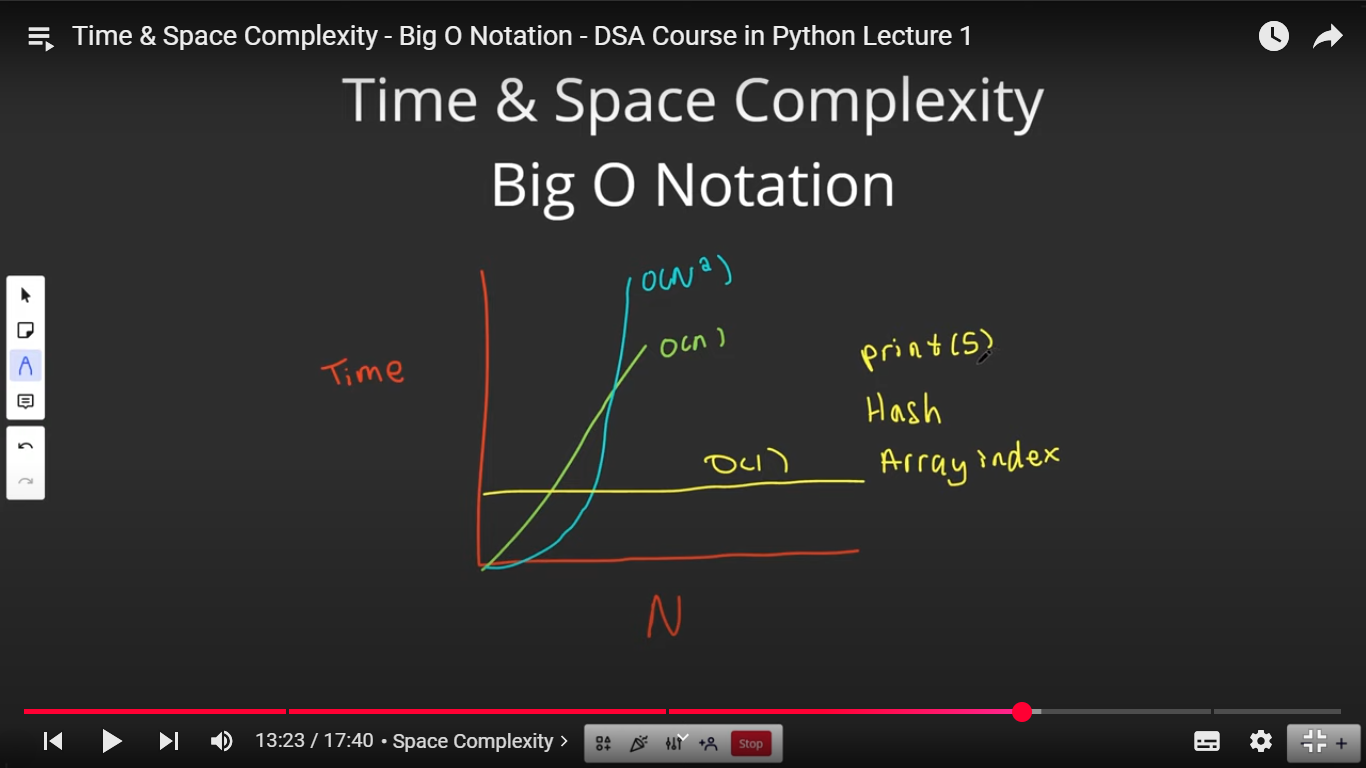 Time & Space Complexity - Big O Notation - DSA Course in Python Lecture 1
Time & Space Complexity
Big O Notation
O(N²)
O(n)
print(5)
Time
Hash
O(1)
Array index
N
13:23 / 17:40 • Space Complexity >
Stop